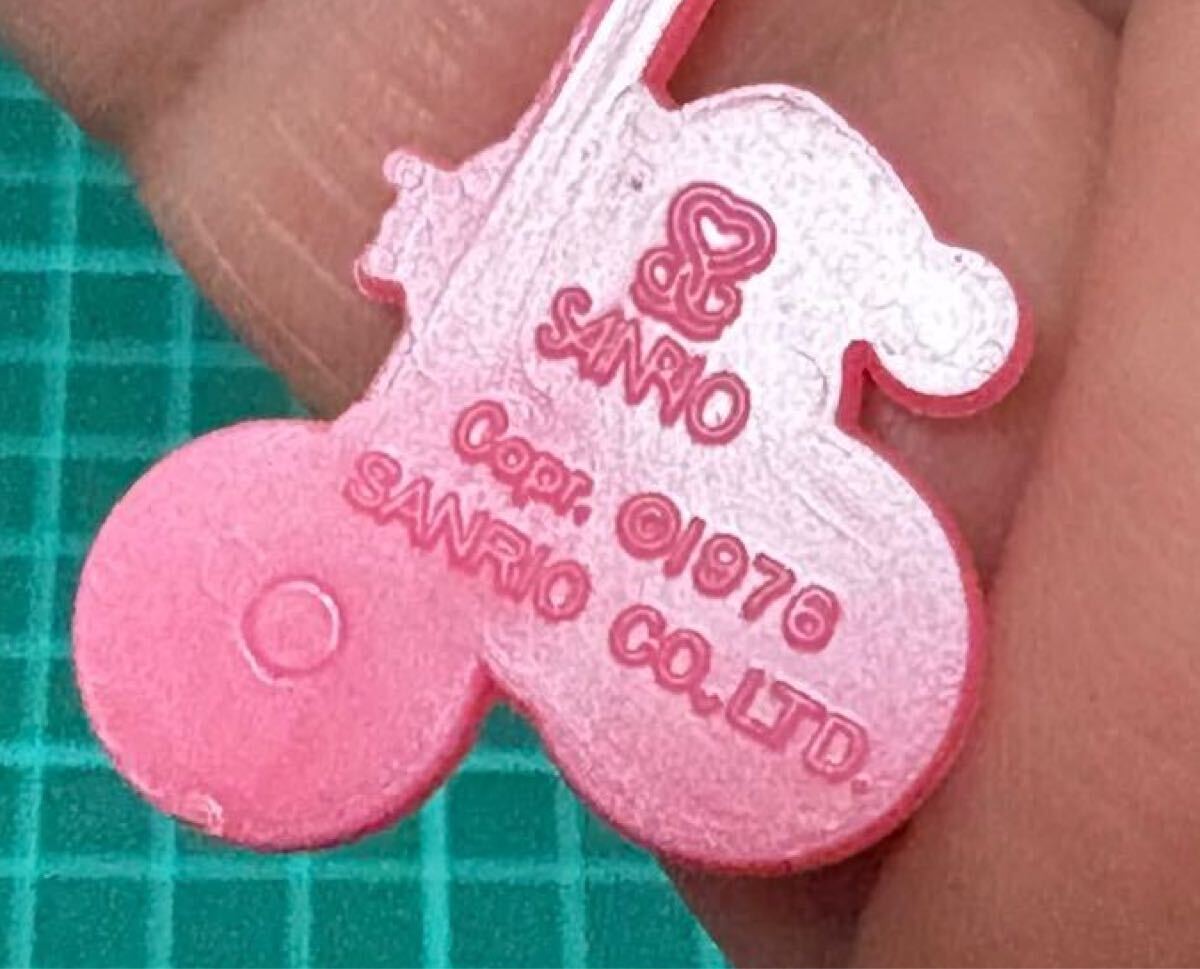 SANRIO
Copr. ©1976
SANRIO CO., LTD.